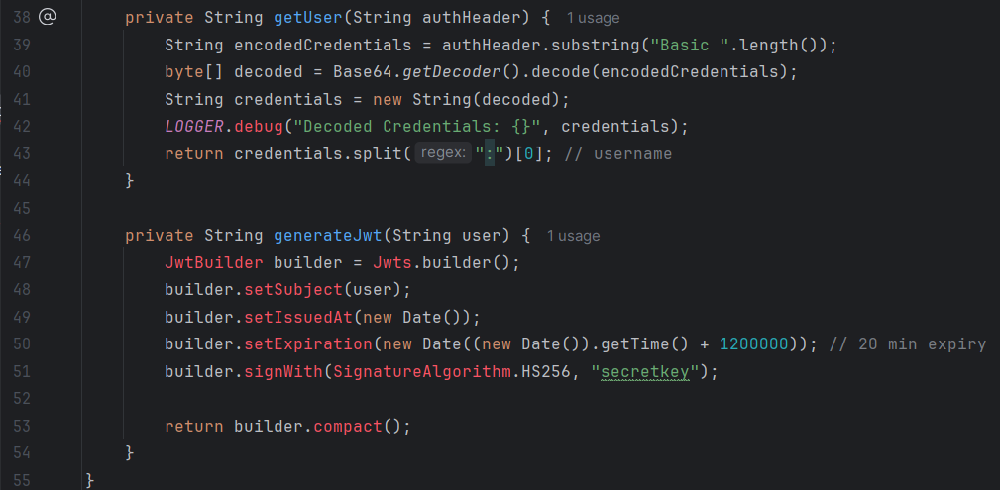 38 @ private String getUser(String authHeader) { 1 usage
39 String encodedCredentials = authHeader.substring("Basic ".length());
40 byte[] decoded = Base64.getDecoder().decode(encodedCredentials);
41 String credentials = new String(decoded);
42 LOGGER.debug("Decoded Credentials: {}", credentials);
43 return credentials.split( regex: ":")[0]; // username
44 }
45
46 private String generateJwt(String user) { 1 usage
47 JwtBuilder builder = Jwts.builder();
48 builder.setSubject(user);
49 builder.setIssuedAt(new Date());
50 builder.setExpiration(new Date((new Date()).getTime() + 1200000)); // 20 min expiry
51 builder.signWith(SignatureAlgorithm.HS256, "secretkey");
52
53 return builder.compact();
54 }
55 }